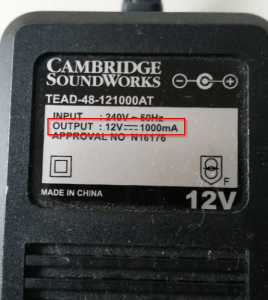 CAMBRIDGE
SOUNDWORKS
TEAD-48-121000AT
INPUT : 240V ~ 50Hz
OUTPUT : 12V⎓1000mA
APPROVAL NO N16176
F
MADE IN CHINA
12V